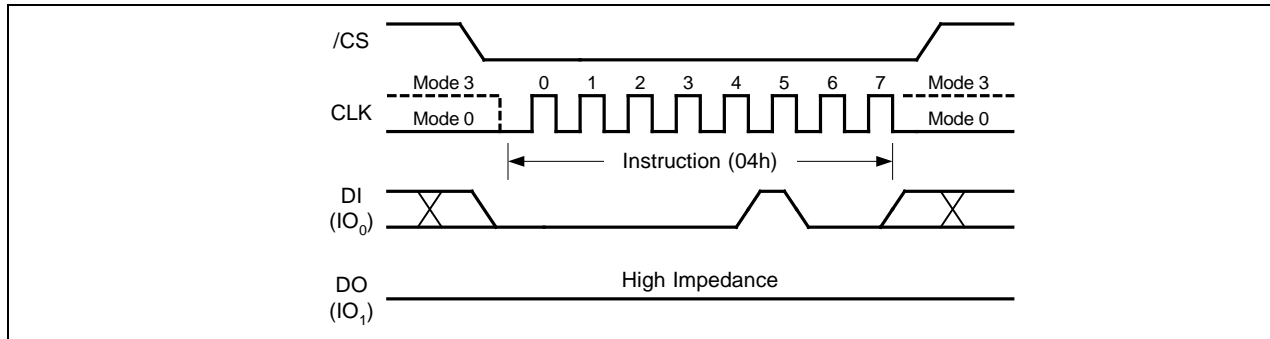 /CS
Mode 3 0 1 2 3 4 5 6 7 Mode 3
CLK
Mode 0 Mode 0
Instruction (04h)
DI
(IO0)
High Impedance
DO
(IO1)